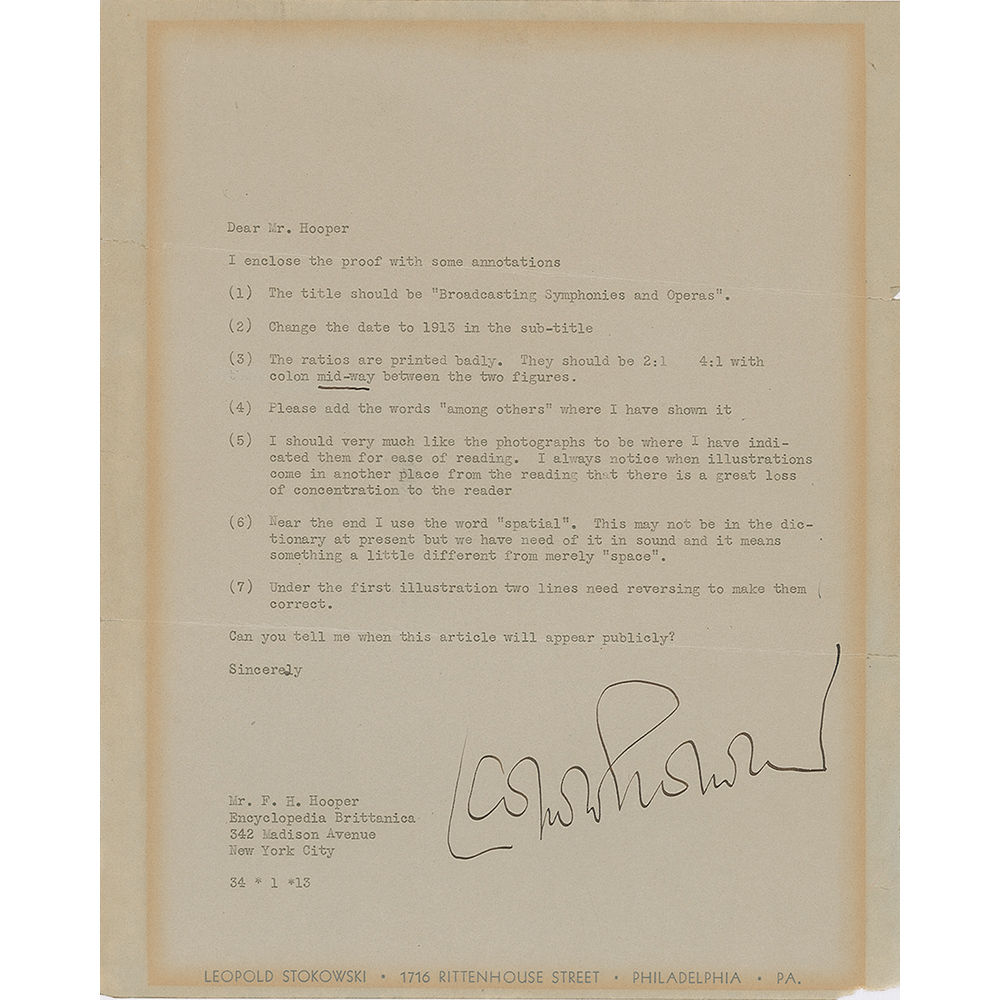 Dear Mr. Hooper
I enclose the proof with some annotations
(1) The title should be "Broadcasting Symphonies and Operas".
(2) Change the date to 1913 in the sub-title
(3) The ratios are printed badly. They should be 2:1 4:1 with
colon mid-way between the two figures.
(4) Please add the words "among others" where I have shown it
(5) I should very much like the photographs to be where I have indi-
cated them for ease of reading. I always notice when illustrations
come in another place from the reading that there is a great loss
of concentration to the reader
(6) Near the end I use the word "spatial". This may not be in the dic-
tionary at present but we have need of it in sound and it means
something a little different from merely "space".
(7) Under the first illustration two lines need reversing to make them
correct.
Can you tell me when this article will appear publicly?
Sincerely
Leopold Stokowski
Mr. F. H. Hooper
Encyclopedia Brittanica
342 Madison Avenue
New York City
34 * 1 *13
LEOPOLD STOKOWSKI • 1716 RITTENHOUSE STREET • PHILADELPHIA • PA.